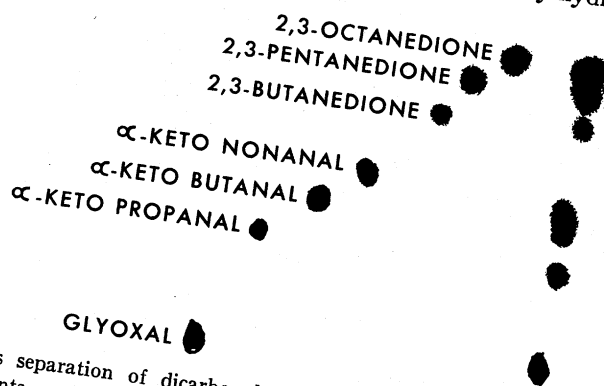 2,3-OCTANEDIONE
2,3-PENTANEDIONE
2,3-BUTANEDIONE
∝-KETO NONANAL
∝-KETO BUTANAL
∝-KETO PROPANAL
GLYOXAL
separation of